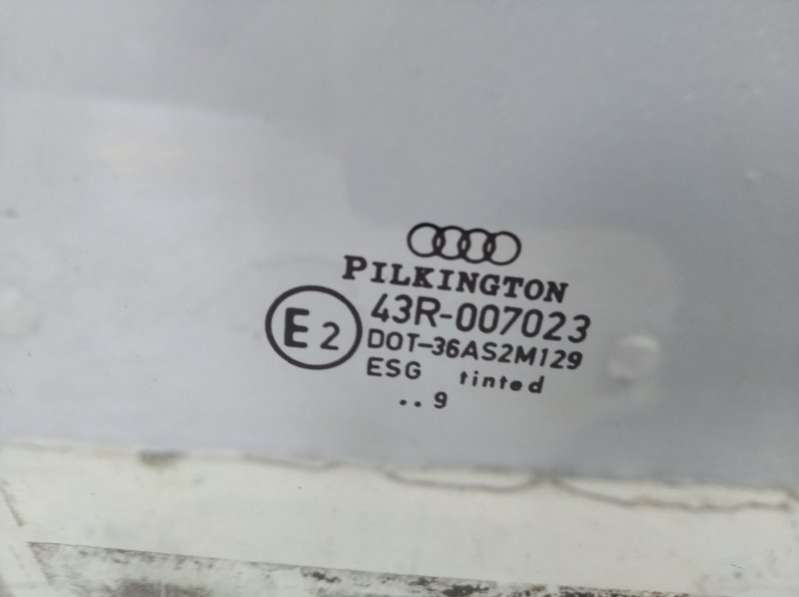 PILKINGTON
E2
43R-007023
DOT-36AS2M129
ESG tinted
..9